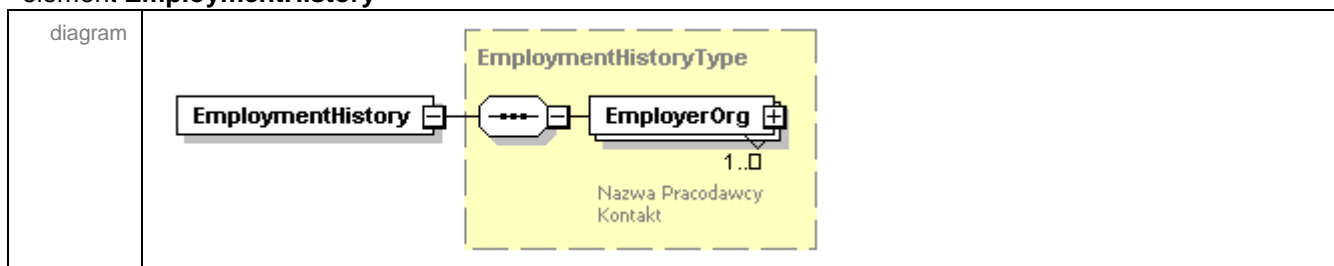 element EmploymentHistory
diagram
EmploymentHistoryType
EmploymentHistory
EmployerOrg
1..
Nazwa Pracodawcy
Kontakt